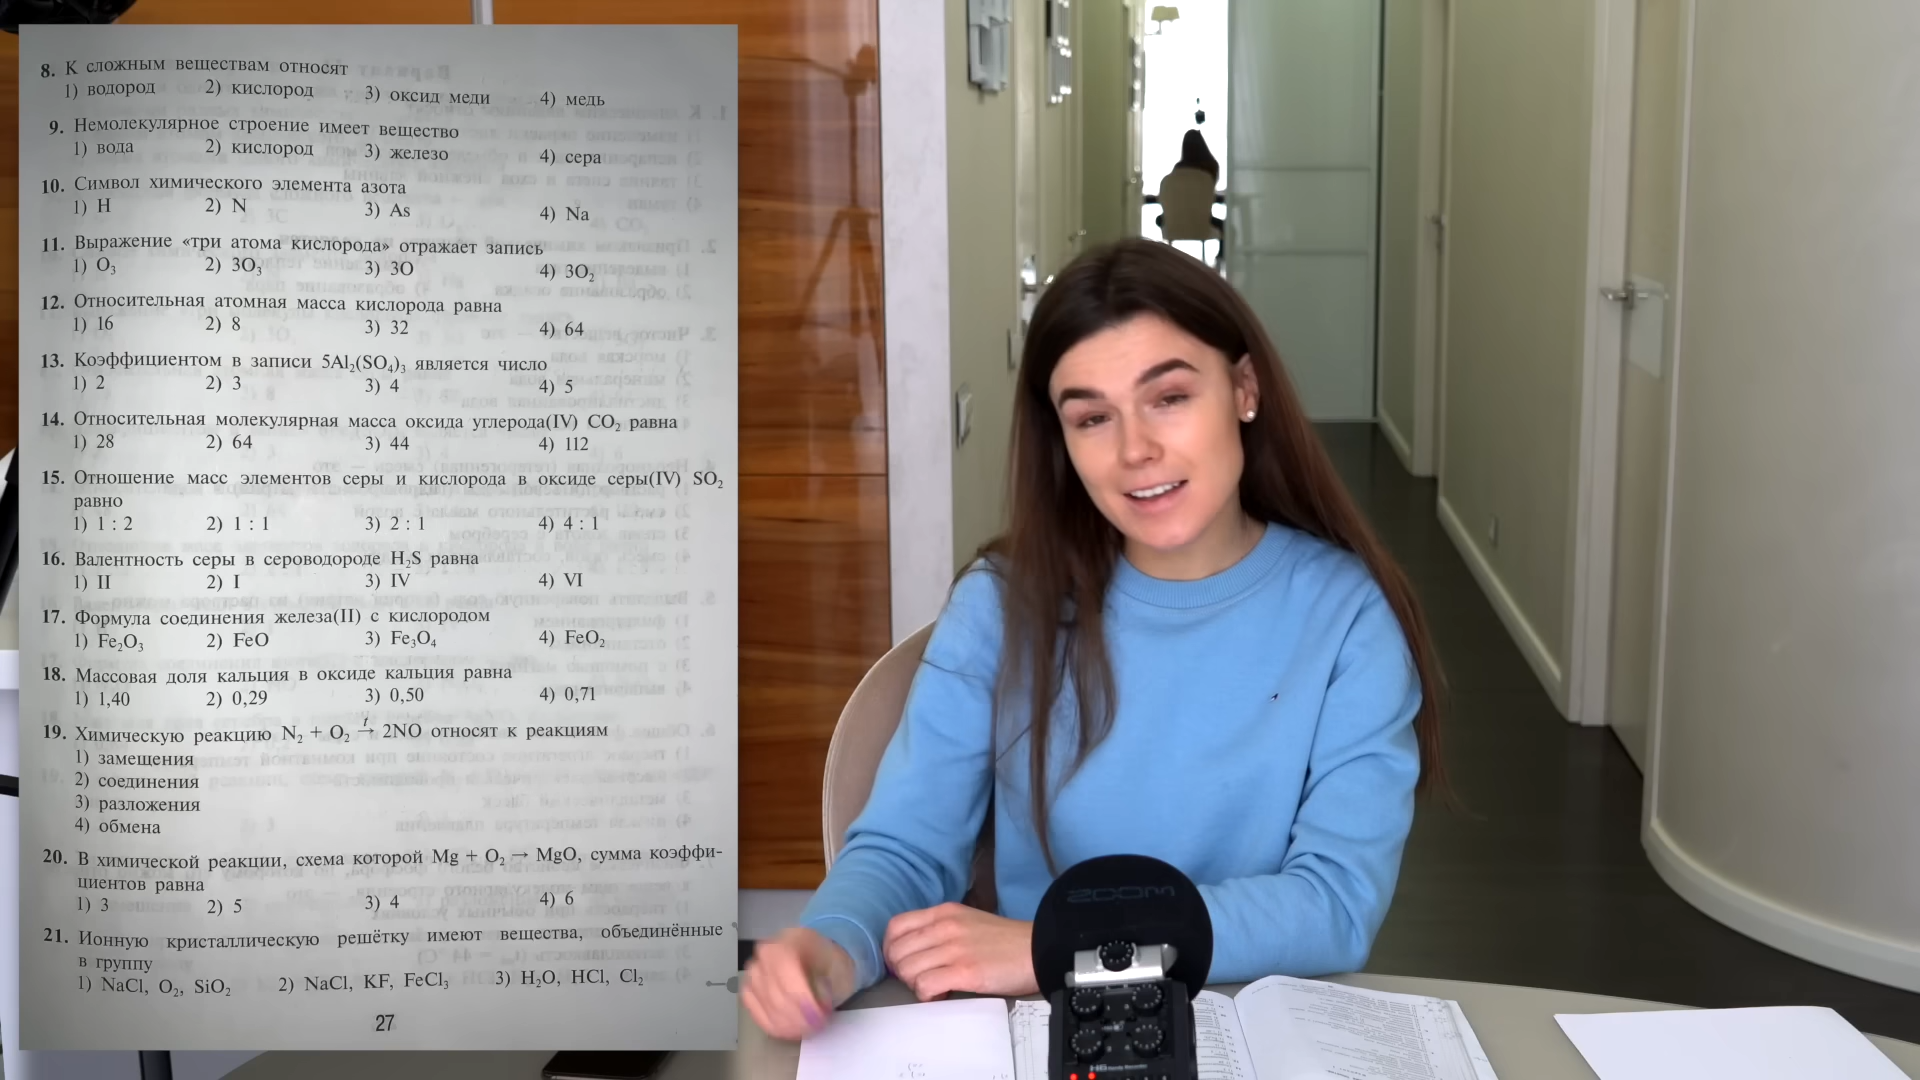 8. К сложным веществам относят
1) водород 2) кислород 3) оксид меди 4) медь
9. Немолекулярное строение имеет вещество
1) вода 2) кислород 3) железо 4) сера
10. Символ химического элемента азота
1) H 2) N 3) As 4) Na
11. Выражение «три атома кислорода» отражает запись
1) O₃ 2) 3O₃ 3) 3O 4) 3O₂
12. Относительная атомная масса кислорода равна
1) 16 2) 8 3) 32 4) 64
13. Коэффициентом в записи 5Al₂(SO₄)₃ является число
1) 2 2) 3 3) 4 4) 5
14. Относительная молекулярная масса оксида углерода(IV) CO₂ равна
1) 28 2) 64 3) 44 4) 112
15. Отношение масс элементов серы и кислорода в оксиде серы(IV) SO₂
равно
1) 1 : 2 2) 1 : 1 3) 2 : 1 4) 4 : 1
16. Валентность серы в сероводороде H₂S равна
1) II 2) I 3) IV 4) VI
17. Формула соединения железа(II) с кислородом
1) Fe₂O₃ 2) FeO 3) Fe₃O₄ 4) FeO₂
18. Массовая доля кальция в оксиде кальция равна
1) 1,40 2) 0,29 3) 0,50 4) 0,71
19. Химическую реакцию N₂ + O₂ →ᵗ 2NO относят к реакциям
1) замещения
2) соединения
3) разложения
4) обмена
20. В химической реакции, схема которой Mg + O₂ → MgO, сумма коэффи-
циентов равна
1) 3 2) 5 3) 4 4) 6
21. Ионную кристаллическую решётку имеют вещества, объединённые
в группу
1) NaCl, O₂, SiO₂ 2) NaCl, KF, FeCl₃ 3) H₂O, HCl, Cl₂
27
zoom
H6